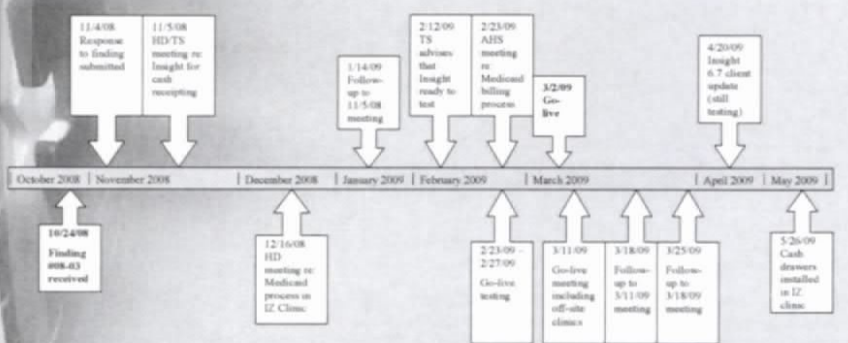 11/4/08
Response
to finding
submitted
11/5/08
HD/TS
meeting re:
Insight for
cash
receipting
1/14/09
Follow-
up to
11/5/08
meeting
2/12/09
TS
advises
that
Insight
ready to
test
2/23/09
AHS
meeting
re:
Medicaid
billing
process
3/2/09
Go-
live
4/20/09
Insight
6.7 client
update
(still
testing)
October 2008 November 2008 December 2008 January 2009 February 2009 March 2009 April 2009 May 2009
10/24/08
Finding
#08-03
received
12/16/08
HD
meeting re:
Medicaid
process in
IZ Clinic
2/23/09 -
2/27/09
Go-live
testing
3/11/09
Go-live
meeting
including
off-site
clinics
3/18/09
Follow-
up to
3/11/09
meeting
3/25/09
Follow-
up to
3/18/09
meeting
5/26/09
Cash
drawers
installed
in IZ
clinic